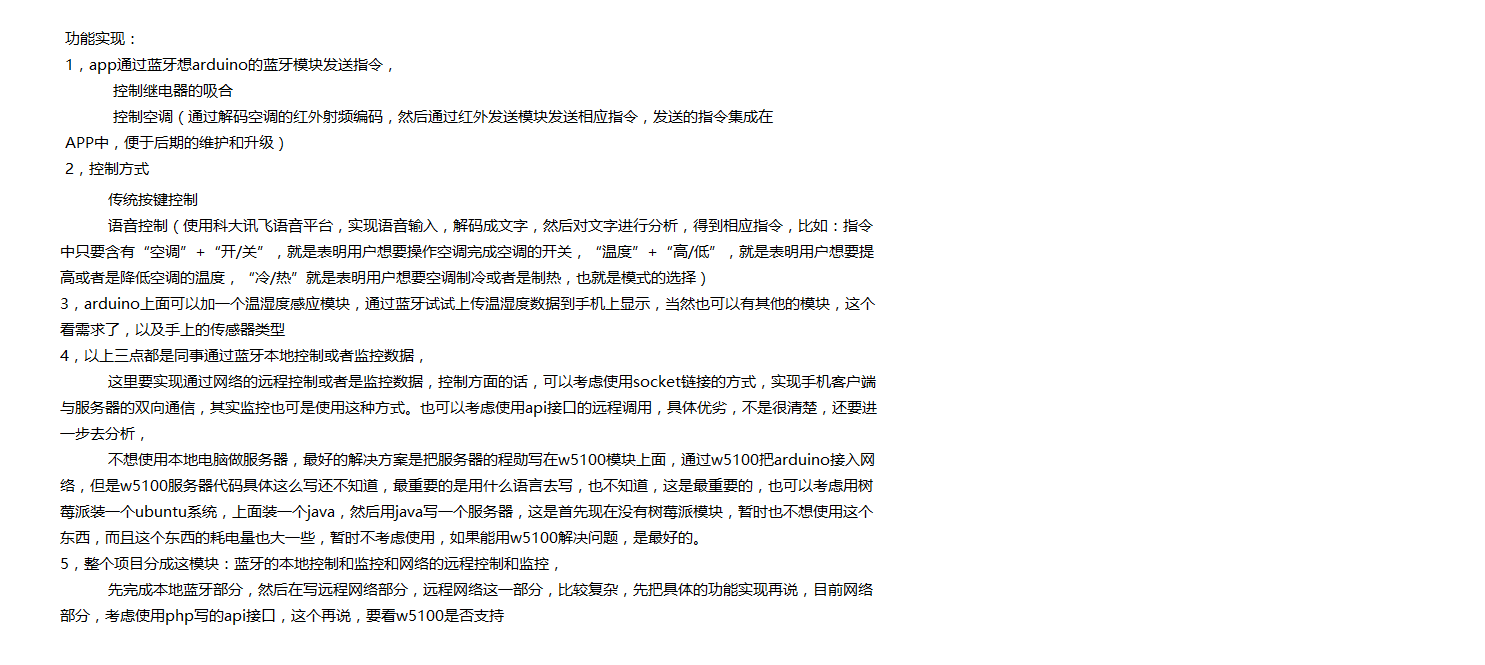 功能实现：
1，app通过蓝牙想arduino的蓝牙模块发送指令，
控制继电器的吸合
控制空调（通过解码空调的红外射频编码，然后通过红外发送模块发送相应指令，发送的指令集成在
APP中，便于后期的维护和升级）
2，控制方式
传统按键控制
语音控制（使用科大讯飞语音平台，实现语音输入，解码成文字，然后对文字进行分析，得到相应指令，比如：指令
中只要含有“空调”+“开/关”，就是表明用户想要操作空调完成空调的开关，“温度”+“高/低”，就是表明用户想要提
高或者是降低空调的温度，“冷/热”就是表明用户想要空调制冷或者是制热，也就是模式的选择）
3，arduino上面可以加一个温湿度感应模块，通过蓝牙试试上传温湿度数据到手机上显示，当然也可以有其他的模块，这个
看需求了，以及手上的传感器类型
4，以上三点都是同事通过蓝牙本地控制或者监控数据，
这里要实现通过网络的远程控制或者是监控数据，控制方面的话，可以考虑使用socket链接的方式，实现手机客户端
与服务器的双向通信，其实监控也可是使用这种方式。也可以考虑使用api接口的远程调用，具体优劣，不是很清楚，还要进
一步去分析，
不想使用本地电脑做服务器，最好的解决方案是把服务器的程勋写在w5100模块上面，通过w5100把arduino接入网
络，但是w5100服务器代码具体这么写还不知道，最重要的是用什么语言去写，也不知道，这是最重要的，也可以考虑用树
莓派装一个ubuntu系统，上面装一个java，然后用java写一个服务器，这是首先现在没有树莓派模块，暂时也不想使用这个
东西，而且这个东西的耗电量也大一些，暂时不考虑使用，如果能用w5100解决问题，是最好的。
5，整个项目分成这模块：蓝牙的本地控制和监控和网络的远程控制和监控，
先完成本地蓝牙部分，然后在写远程网络部分，远程网络这一部分，比较复杂，先把具体的功能实现再说，目前网络
部分，考虑使用php写的api接口，这个再说，要看w5100是否支持